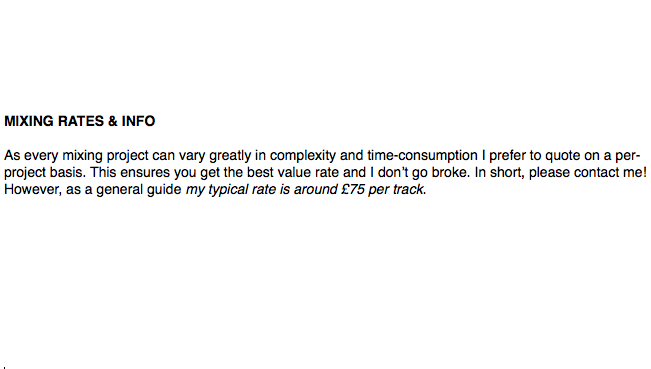 MIXING RATES & INFO
As every mixing project can vary greatly in complexity and time-consumption I prefer to quote on a per-
project basis. This ensures you get the best value rate and I don't go broke. In short, please contact me!
However, as a general guide my typical rate is around £75 per track.